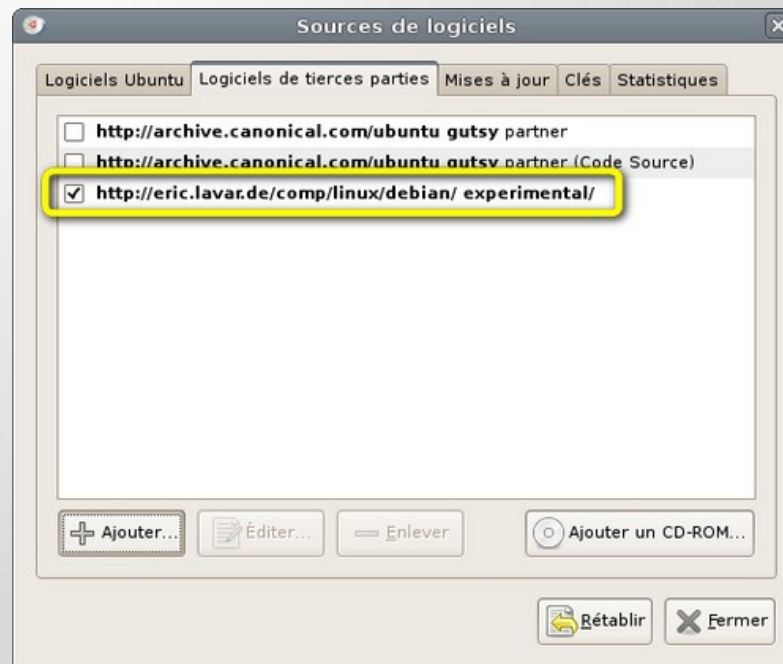 Sources de logiciels
Logiciels Ubuntu Logiciels de tierces parties Mises à jour Clés Statistiques
http://archive.canonical.com/ubuntu gutsy partner
http://archive.canonical.com/ubuntu gutsy partner (Code Source)
http://eric.lavar.de/comp/linux/debian/ experimental/
Ajouter... Éditer... Enlever Ajouter un CD-ROM...
Rétablir Fermer